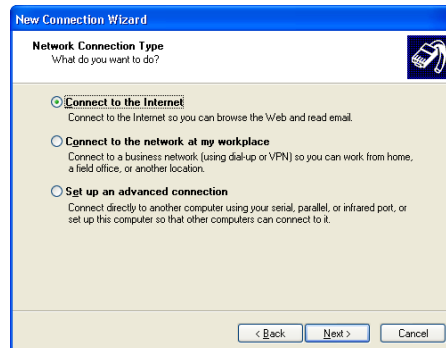 New Connection Wizard
Network Connection Type
What do you want to do?
Connect to the Internet
Connect to the Internet so you can browse the Web and read email.
Connect to the network at my workplace
Connect to a business network (using dial-up or VPN) so you can work from home,
a field office, or another location.
Set up an advanced connection
Connect directly to another computer using your serial, parallel, or infrared port, or
set up this computer so that other computers can connect to it.
< Back Next > Cancel